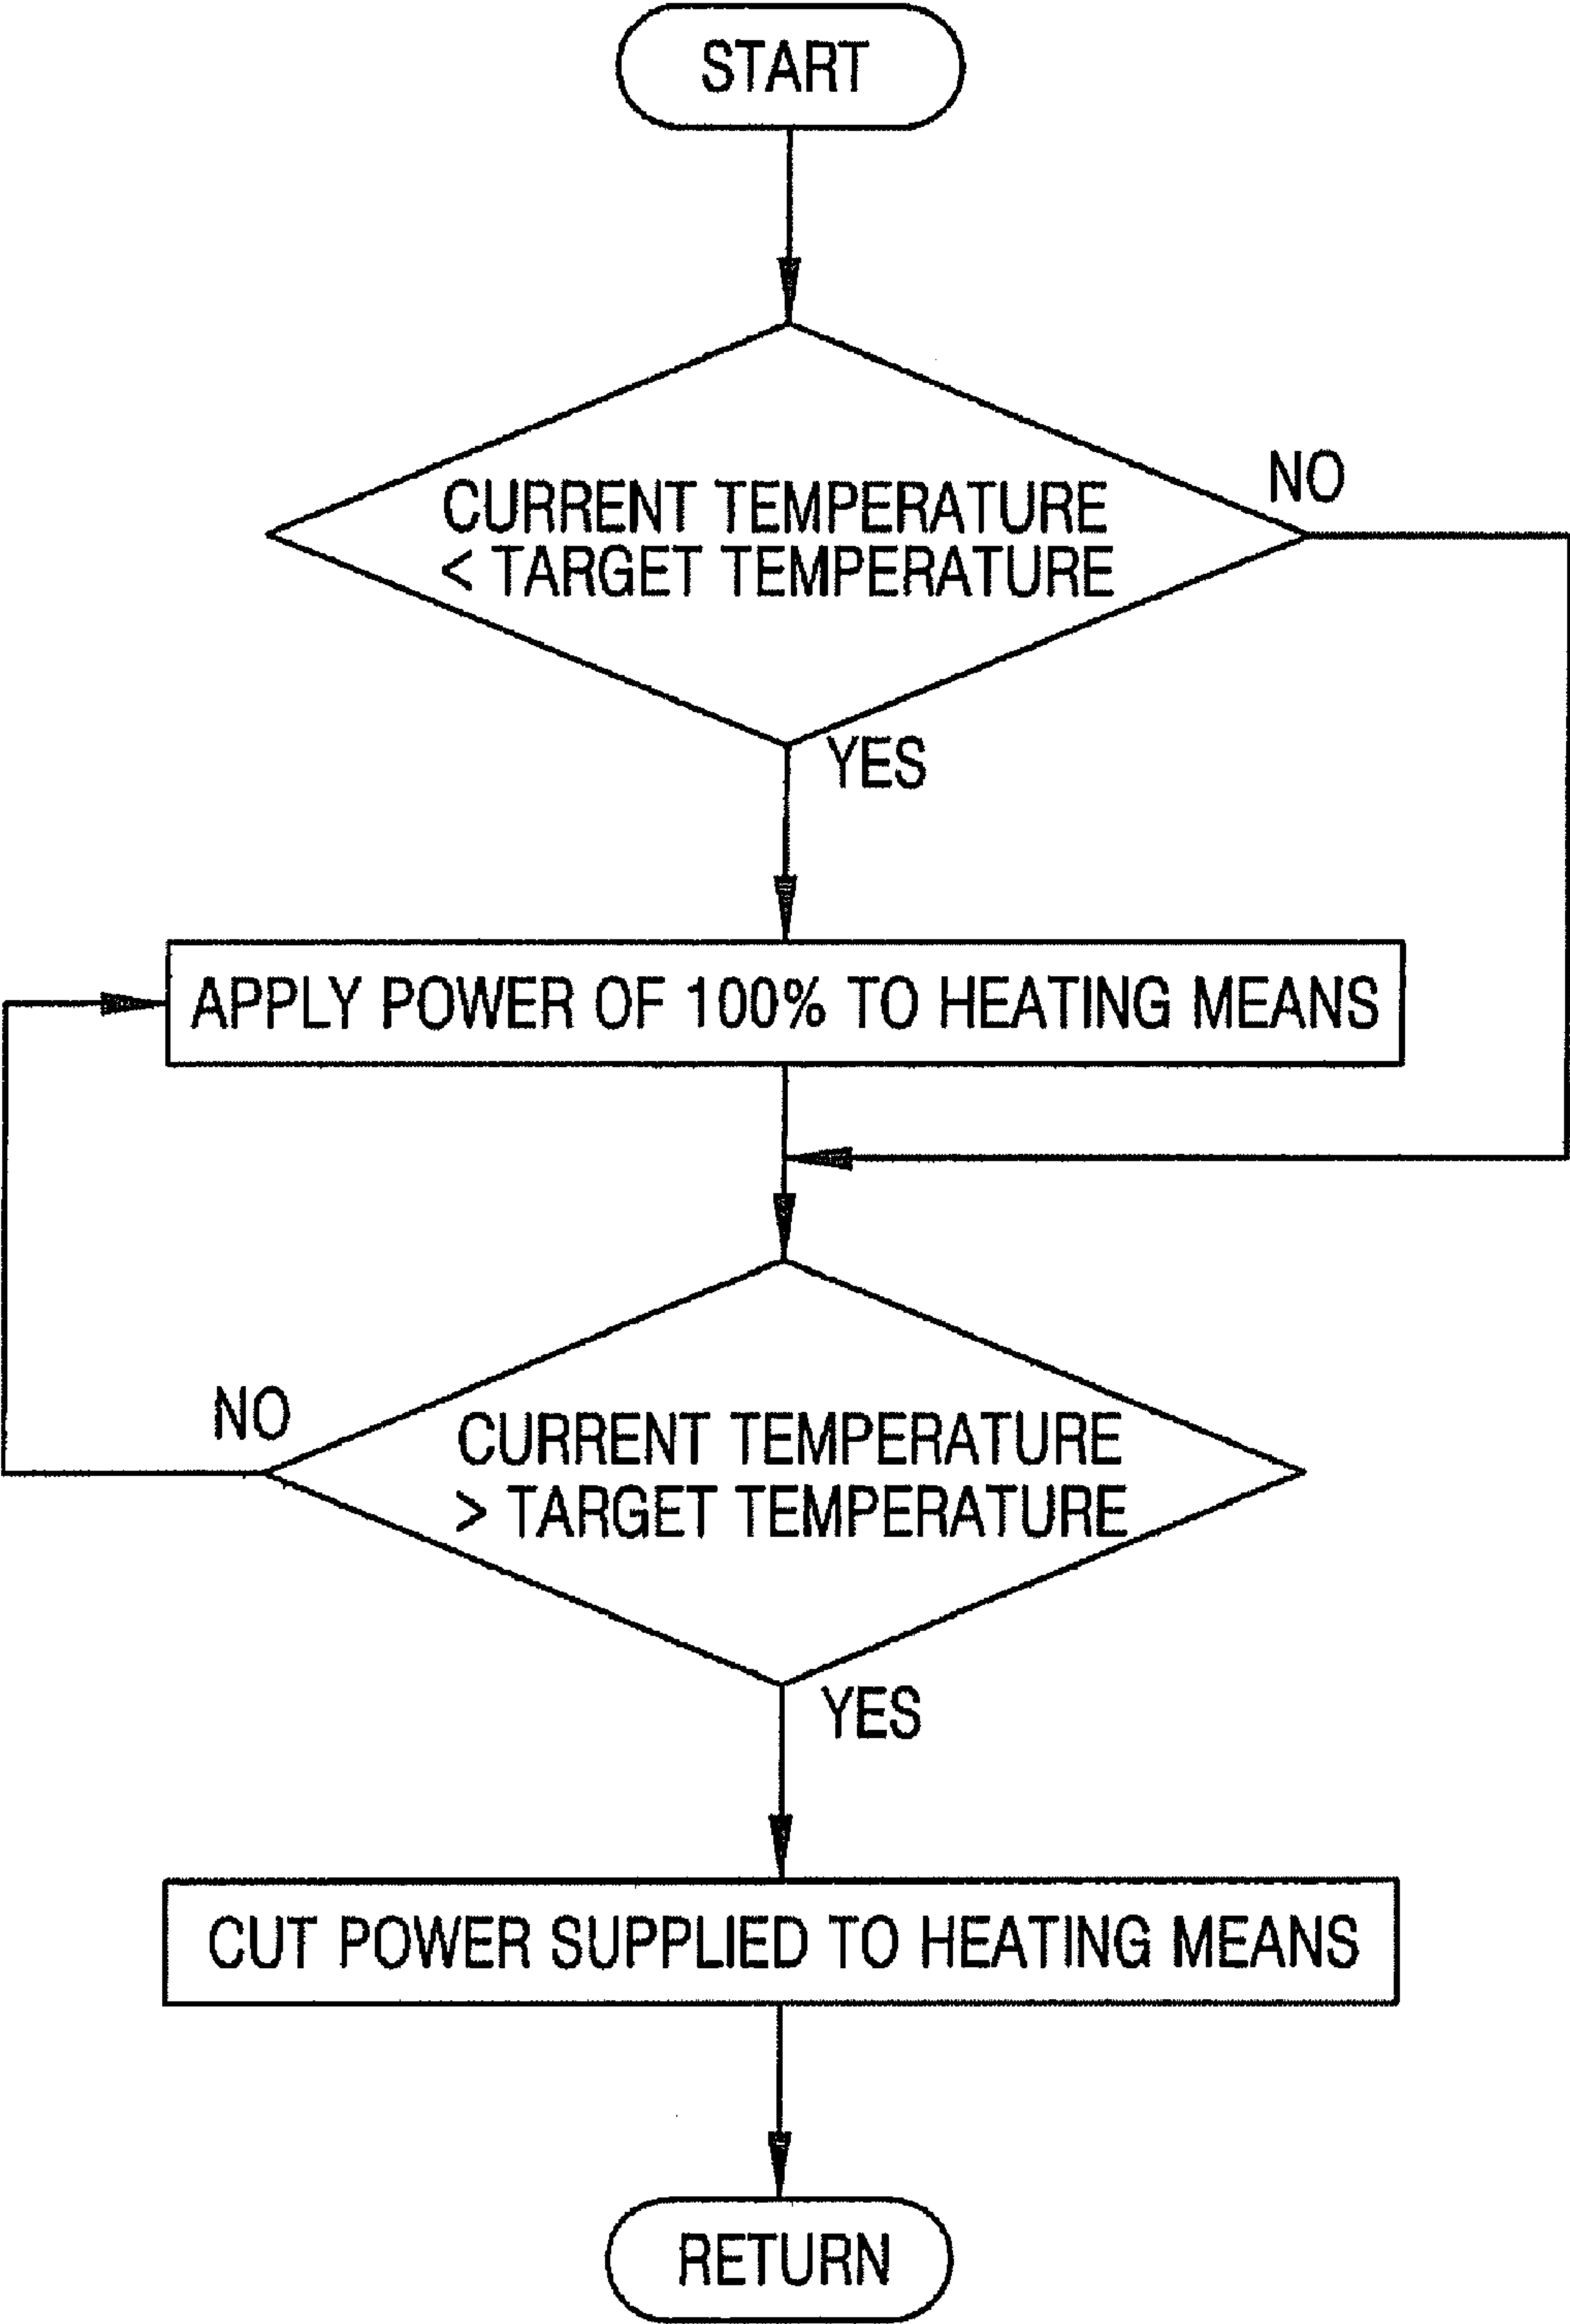 START
CURRENT TEMPERATURE
< TARGET TEMPERATURE
NO
YES
APPLY POWER OF 100% TO HEATING MEANS
NO
CURRENT TEMPERATURE
> TARGET TEMPERATURE
YES
CUT POWER SUPPLIED TO HEATING MEANS
RETURN